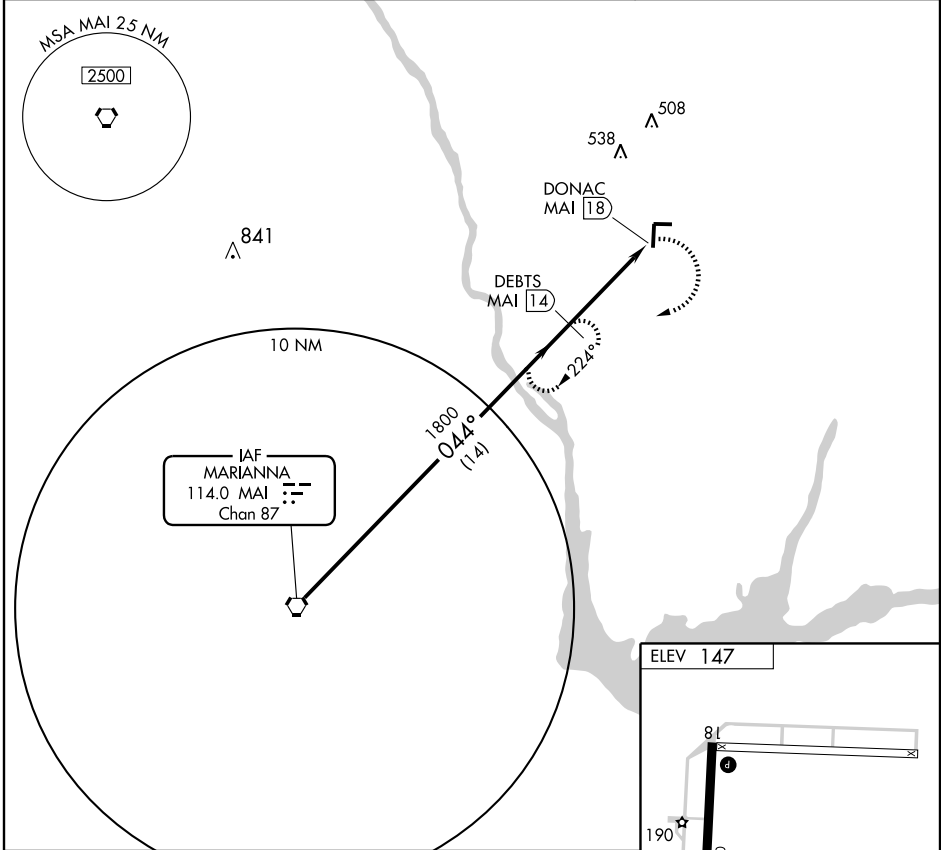 MSA MAI 25 NM
2500
508
538
DONAC
MAI 18
841
DEBTS
MAI 14
10 NM
224°
1800
044°
(14)
IAF
MARIANNA
114.0 MAI
Chan 87
ELEV 147
18
P
190